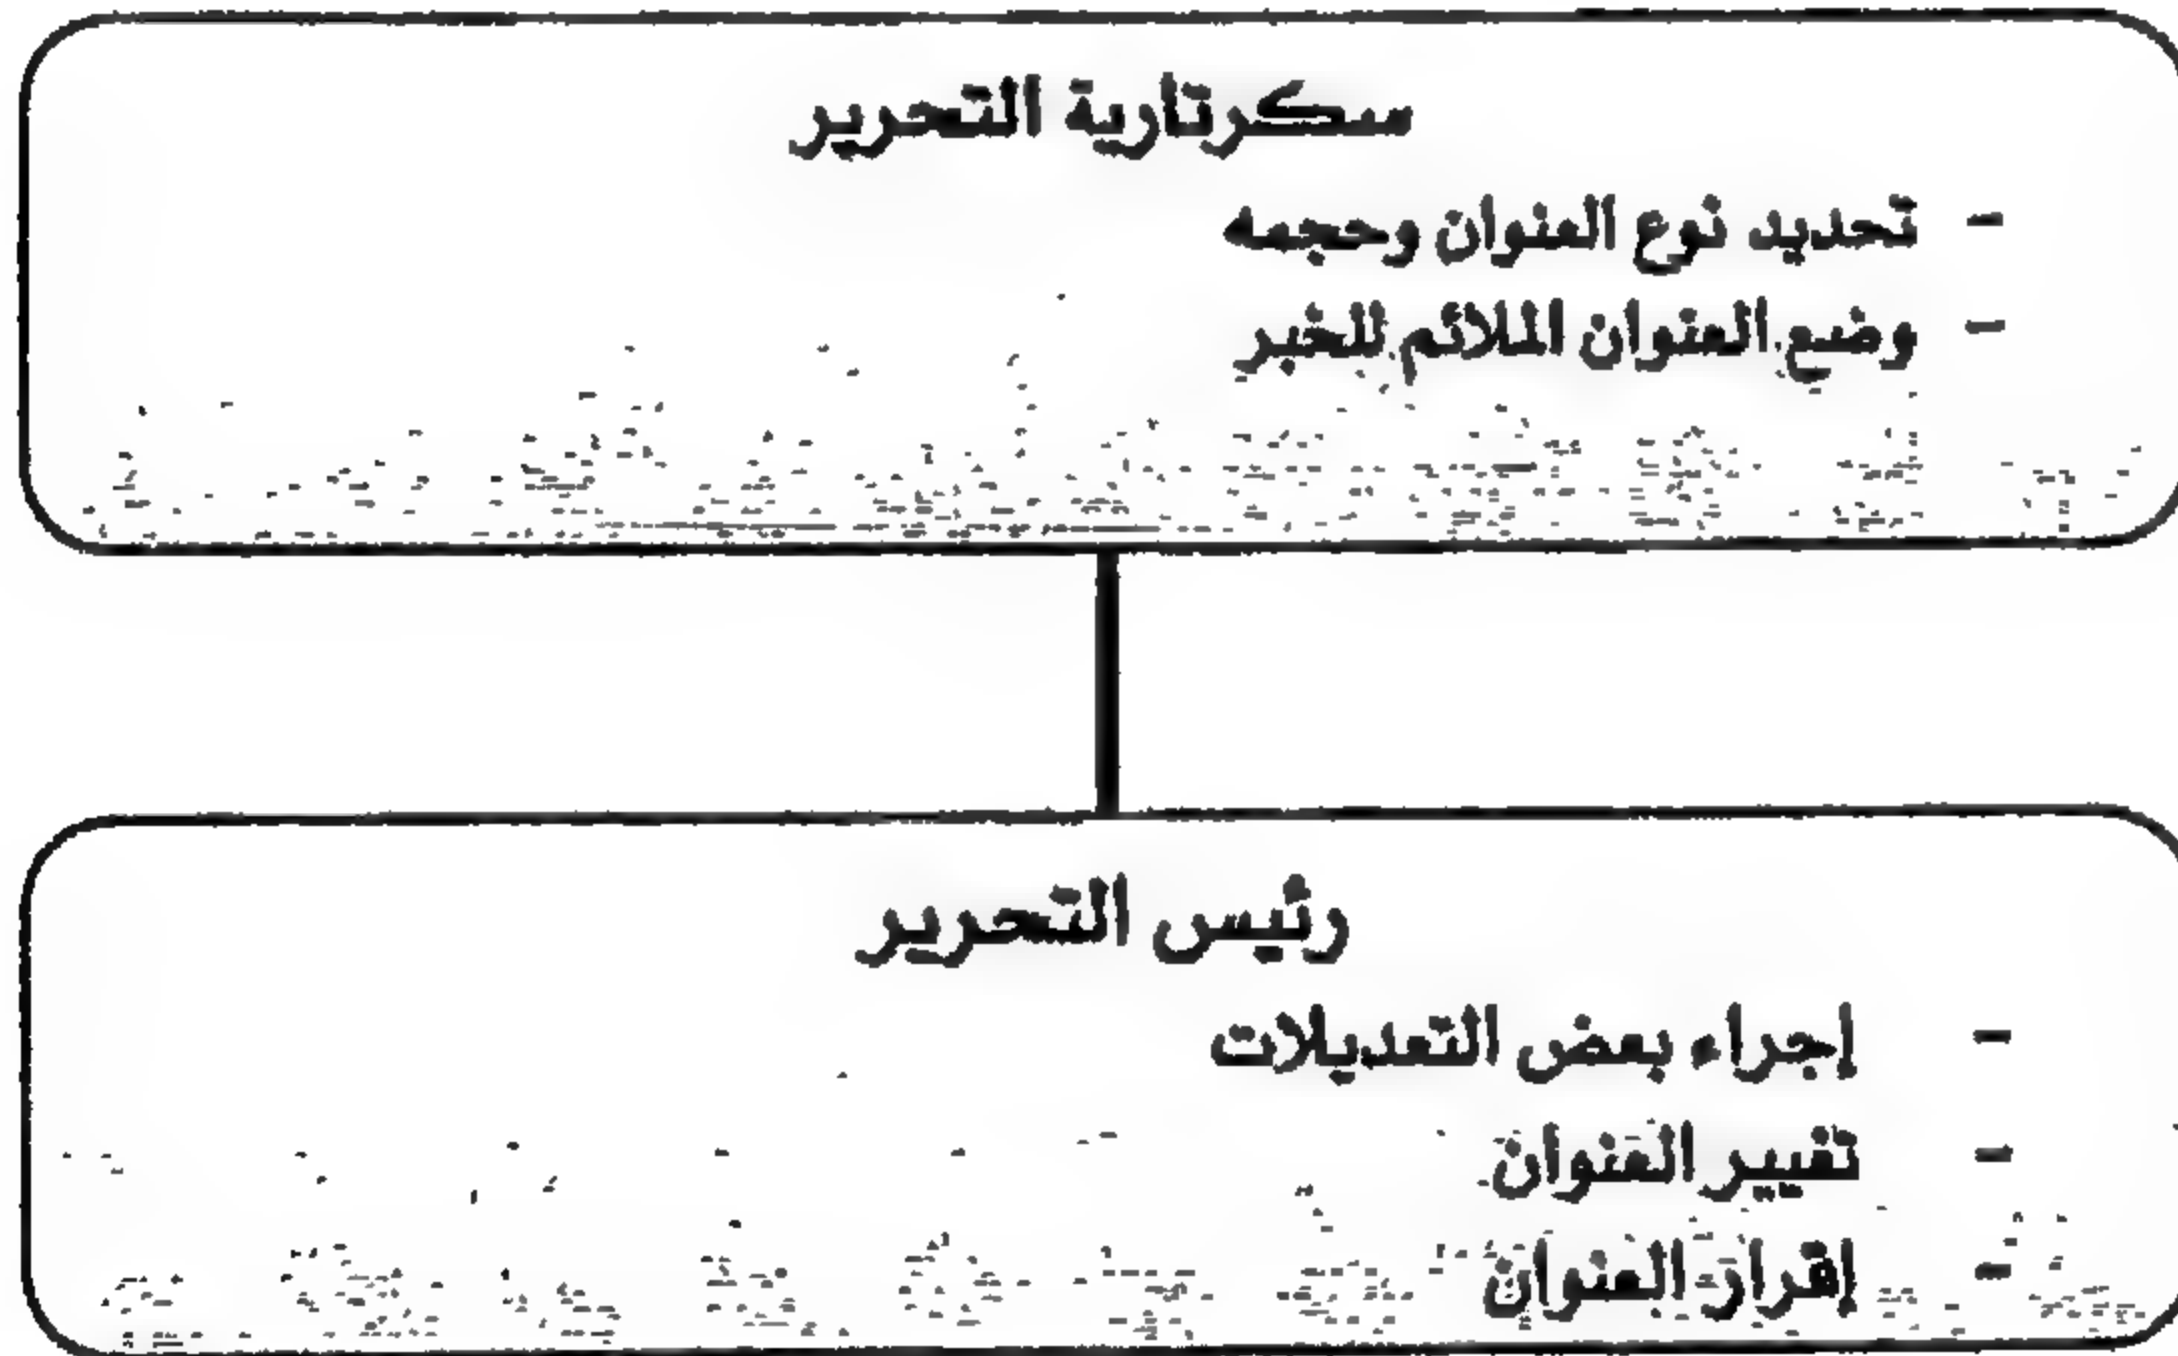 سكرتارية التحرير
- تحديد نوع العنوان وحجمه
- وضع العنوان الملائم للخبر
رئيس التحرير
- إجراء بعض التعديلات
- تغيير العنوان
- إقرار العنوان